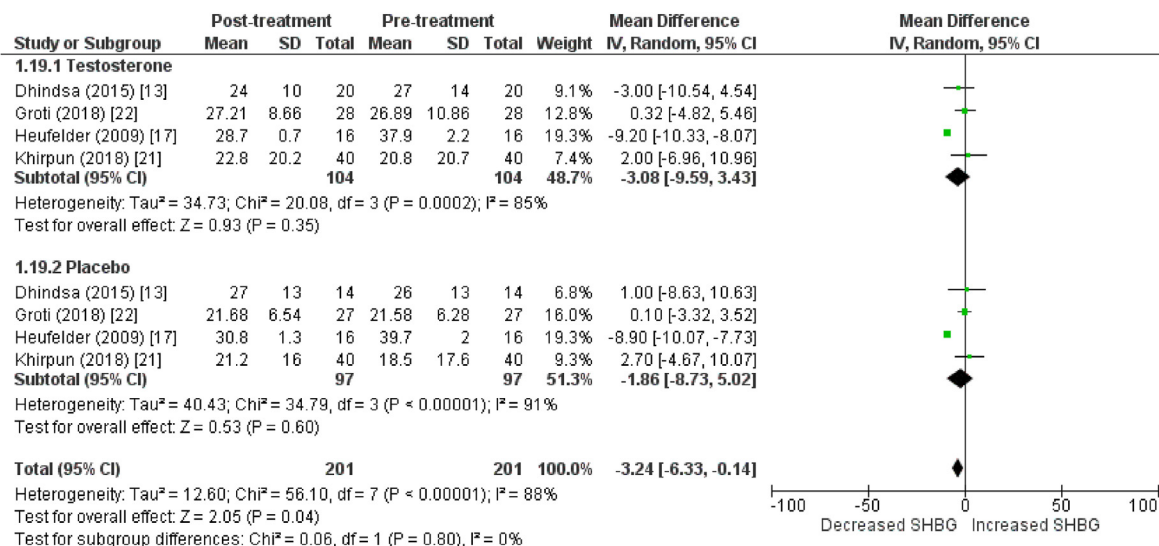 Post-treatment Pre-treatment Mean Difference Mean Difference
Study or Subgroup Mean SD Total Mean SD Total Weight IV, Random, 95% CI IV, Random, 95% CI
1.19.1 Testosterone
Dhindsa (2015) [13] 24 10 20 27 14 20 9.1% -3.00 [-10.54, 4.54]
Groti (2018) [22] 27.21 8.66 28 26.89 10.86 28 12.8% 0.32 [-4.82, 5.46]
Heufelder (2009) [17] 28.7 0.7 16 37.9 2.2 16 19.3% -9.20 [-10.33, -8.07]
Khirpun (2018) [21] 22.8 20.2 40 20.8 20.7 40 7.4% 2.00 [-6.96, 10.96]
Subtotal (95% CI) 104 104 48.7% -3.08 [-9.59, 3.43]
Heterogeneity: Tau² = 34.73; Chi² = 20.08, df = 3 (P = 0.0002); I² = 85%
Test for overall effect: Z = 0.93 (P = 0.35)
1.19.2 Placebo
Dhindsa (2015) [13] 27 13 14 26 13 14 6.8% 1.00 [-8.63, 10.63]
Groti (2018) [22] 21.68 6.54 27 21.58 6.28 27 16.0% 0.10 [-3.32, 3.52]
Heufelder (2009) [17] 30.8 1.3 16 39.7 2 16 19.3% -8.90 [-10.07, -7.73]
Khirpun (2018) [21] 21.2 16 40 18.5 17.6 40 9.3% 2.70 [-4.67, 10.07]
Subtotal (95% CI) 97 97 51.3% -1.86 [-8.73, 5.02]
Heterogeneity: Tau² = 40.43; Chi² = 34.79, df = 3 (P < 0.00001); I² = 91%
Test for overall effect: Z = 0.53 (P = 0.60)
Total (95% CI) 201 201 100.0% -3.24 [-6.33, -0.14]
Heterogeneity: Tau² = 12.60; Chi² = 56.10, df = 7 (P < 0.00001); I² = 88%
Test for overall effect: Z = 2.05 (P = 0.04)
Test for subgroup differences: Chi² = 0.06, df = 1 (P = 0.80), I² = 0%
-100 -50 0 50 100
Decreased SHBG Increased SHBG